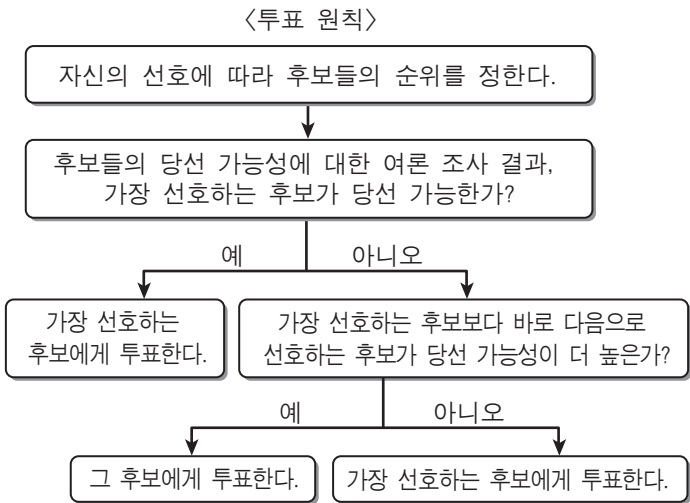 〈투표 원칙〉
자신의 선호에 따라 후보들의 순위를 정한다.
후보들의 당선 가능성에 대한 여론 조사 결과,
가장 선호하는 후보가 당선 가능한가?
예
아니오
가장 선호하는
후보에게 투표한다.
가장 선호하는 후보보다 바로 다음으로
선호하는 후보가 당선 가능성이 더 높은가?
예
아니오
그 후보에게 투표한다.
가장 선호하는 후보에게 투표한다.